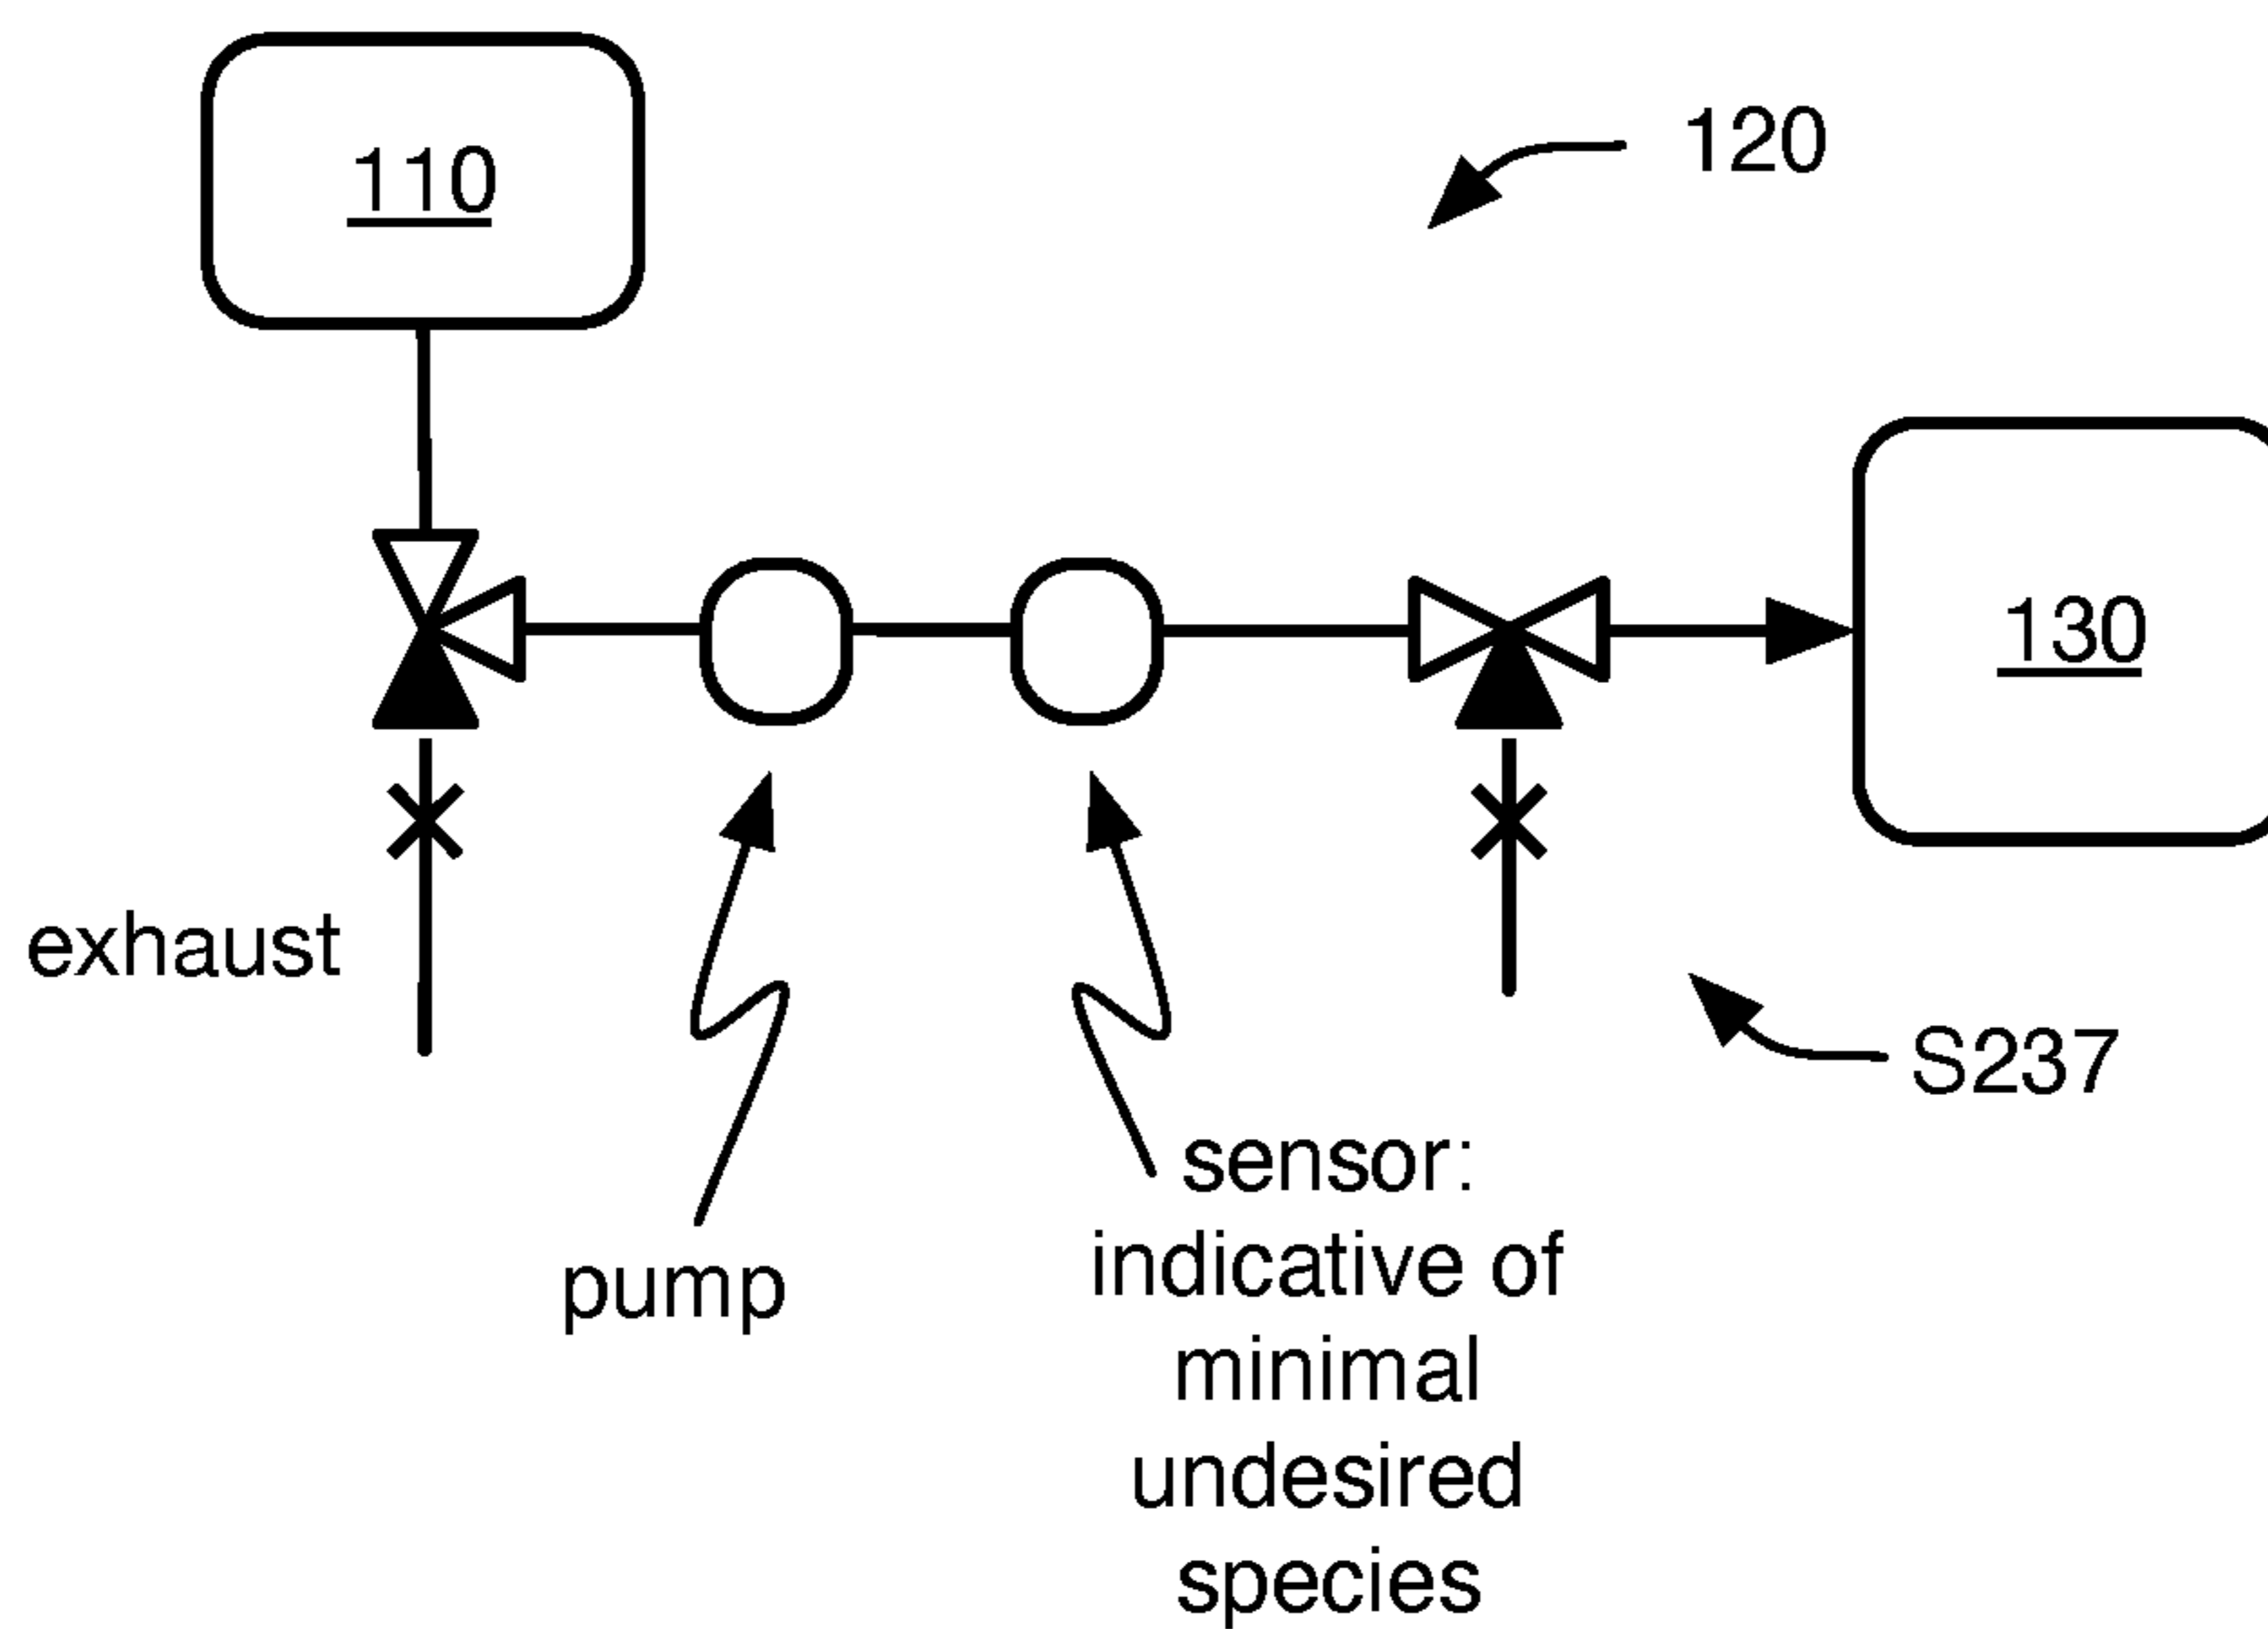 110
120
130
exhaust
S237
pump
sensor:
indicative of
minimal
undesired
species